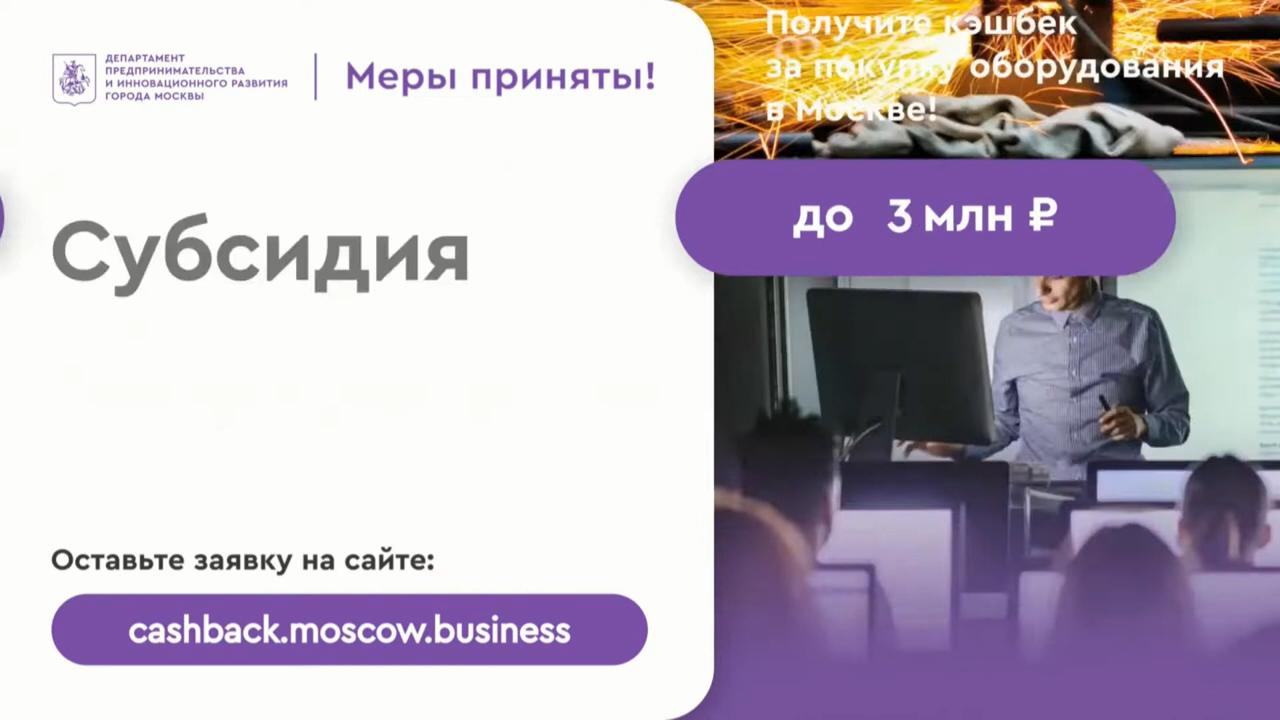 ДЕПАРТАМЕНТ
ПРЕДПРИНИМАТЕЛЬСТВА
И ИННОВАЦИОННОГО РАЗВИТИЯ
ГОРОДА МОСКВЫ
Меры приняты!
Получите кэшбек
за покупку оборудования
в Москве!
до 3 млн ₽
Субсидия
Оставьте заявку на сайте:
cashback.moscow.business